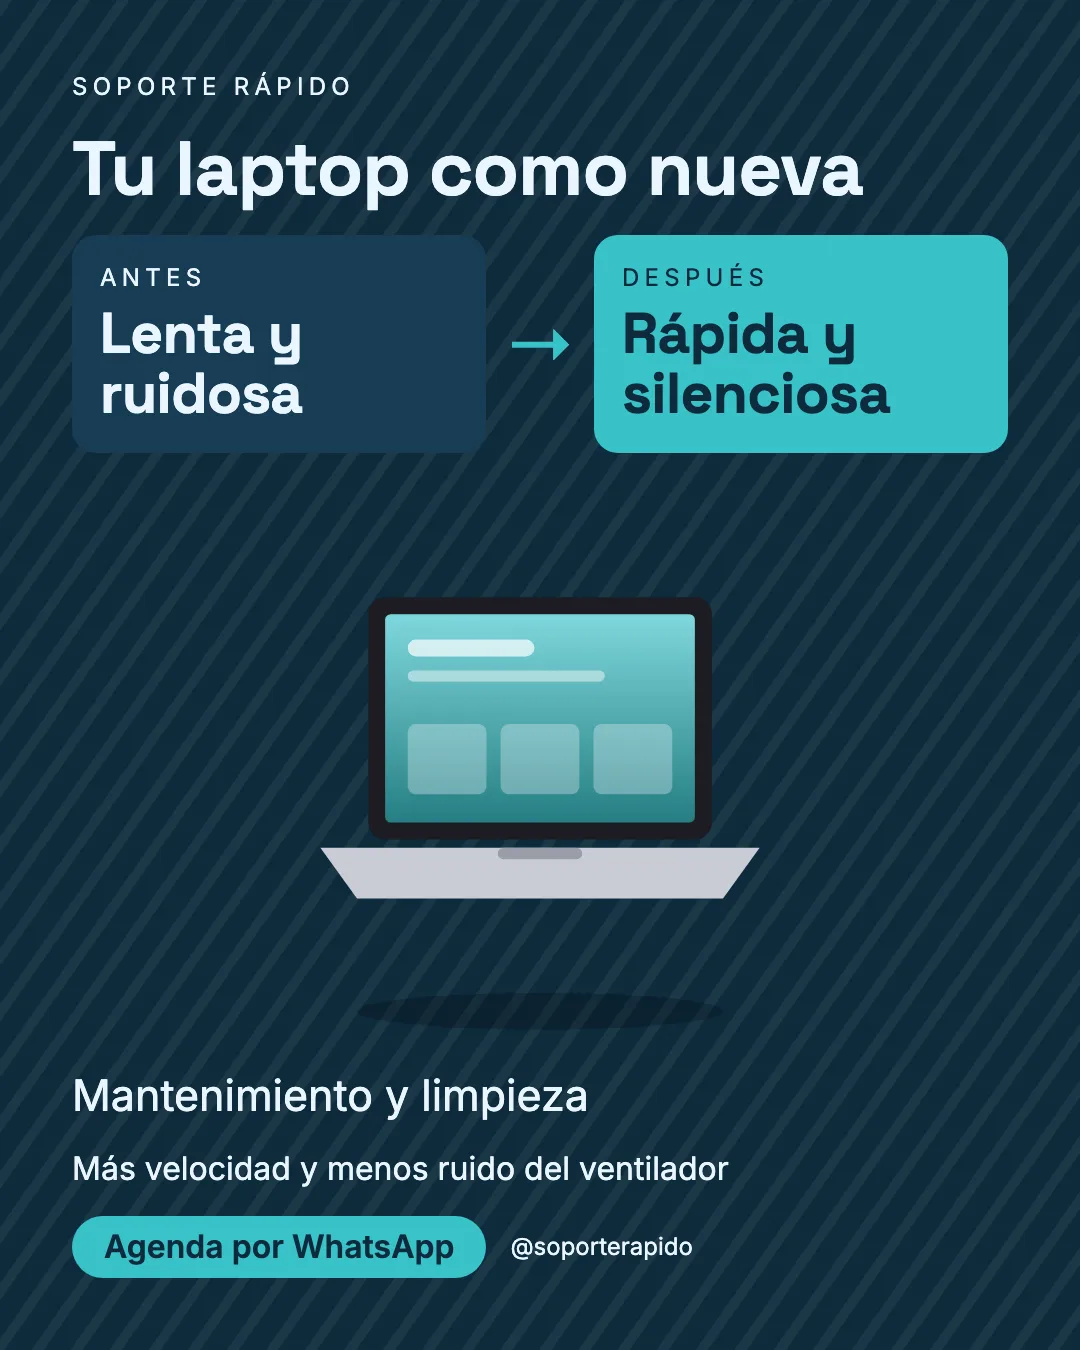 SOPORTE RÁPIDO
Tu laptop como nueva
ANTES
Lenta y
ruidosa
DESPUÉS
Rápida y
silenciosa
Mantenimiento y limpieza
Más velocidad y menos ruido del ventilador
Agenda por WhatsApp
@soporterapido